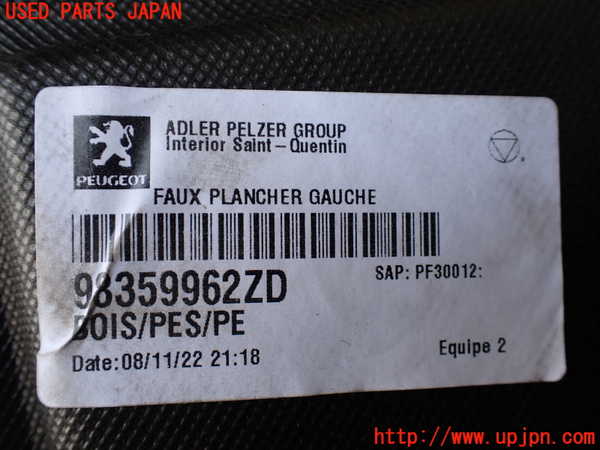 USED PARTS JAPAN
ADLER PELZER GROUP
Interior Saint-Quentin
PEUGEOT
FAUX PLANCHER GAUCHE
SAP: PF30012:
98359962ZD
BOIS/PES/PE
Date:08/11/22 21:18
Equipe 2
http://www.upjpn.com/